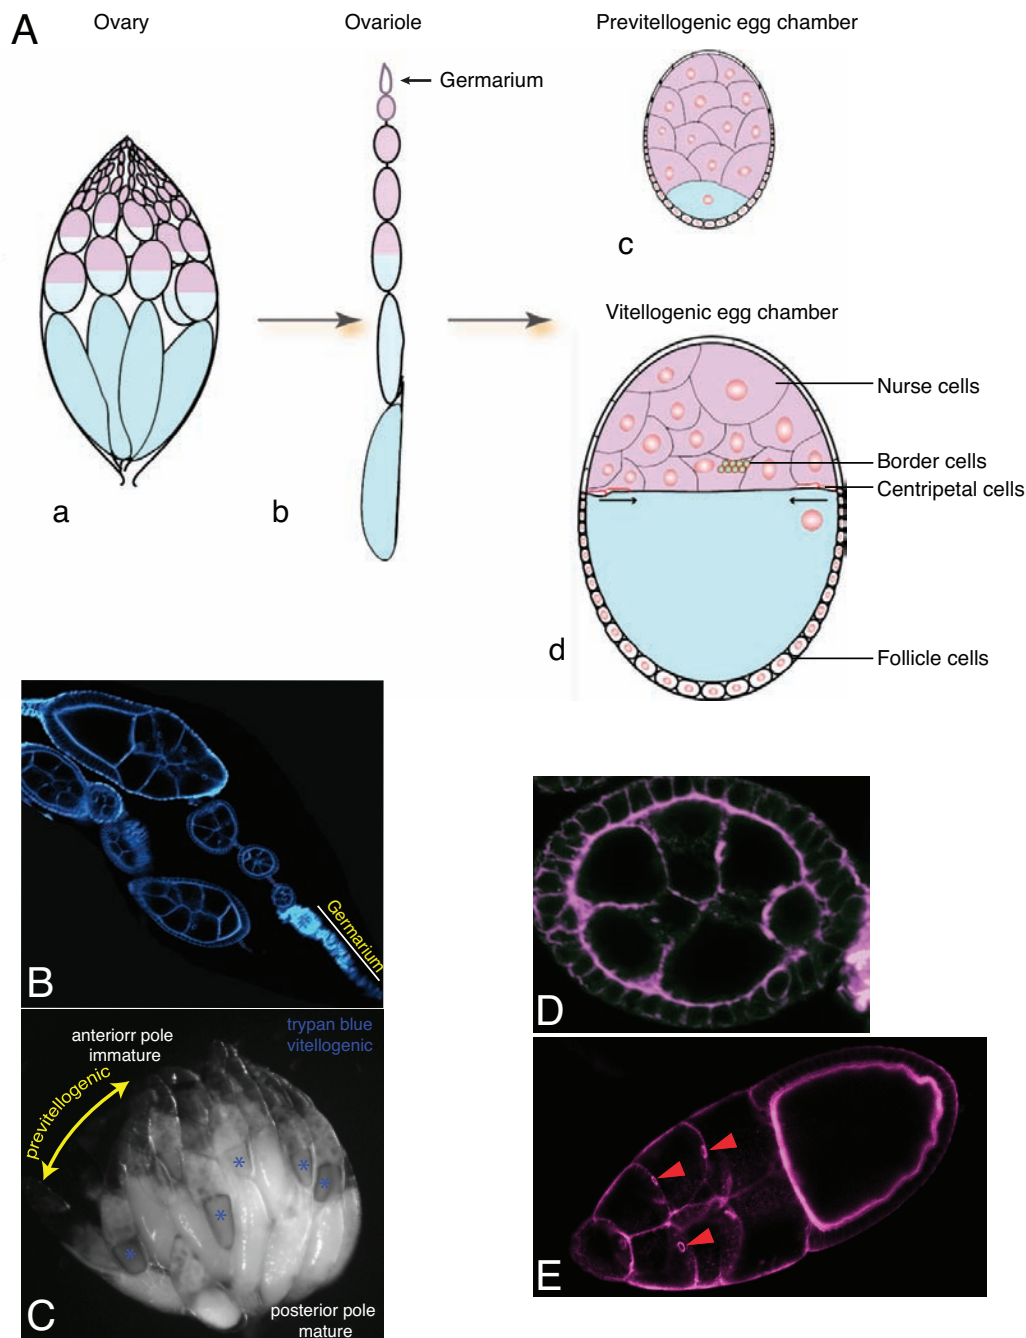 A
Ovary
Ovariole
Previtellogenic egg chamber
Germarium
c
Vitellogenic egg chamber
Nurse cells
Border cells
Centripetal cells
a
b
d
Follicle cells
Germarium
B
D
anteriorr pole
immature
trypan blue
vitellogenic
previtellogenic
* * * * *
C
posterior pole
mature
E